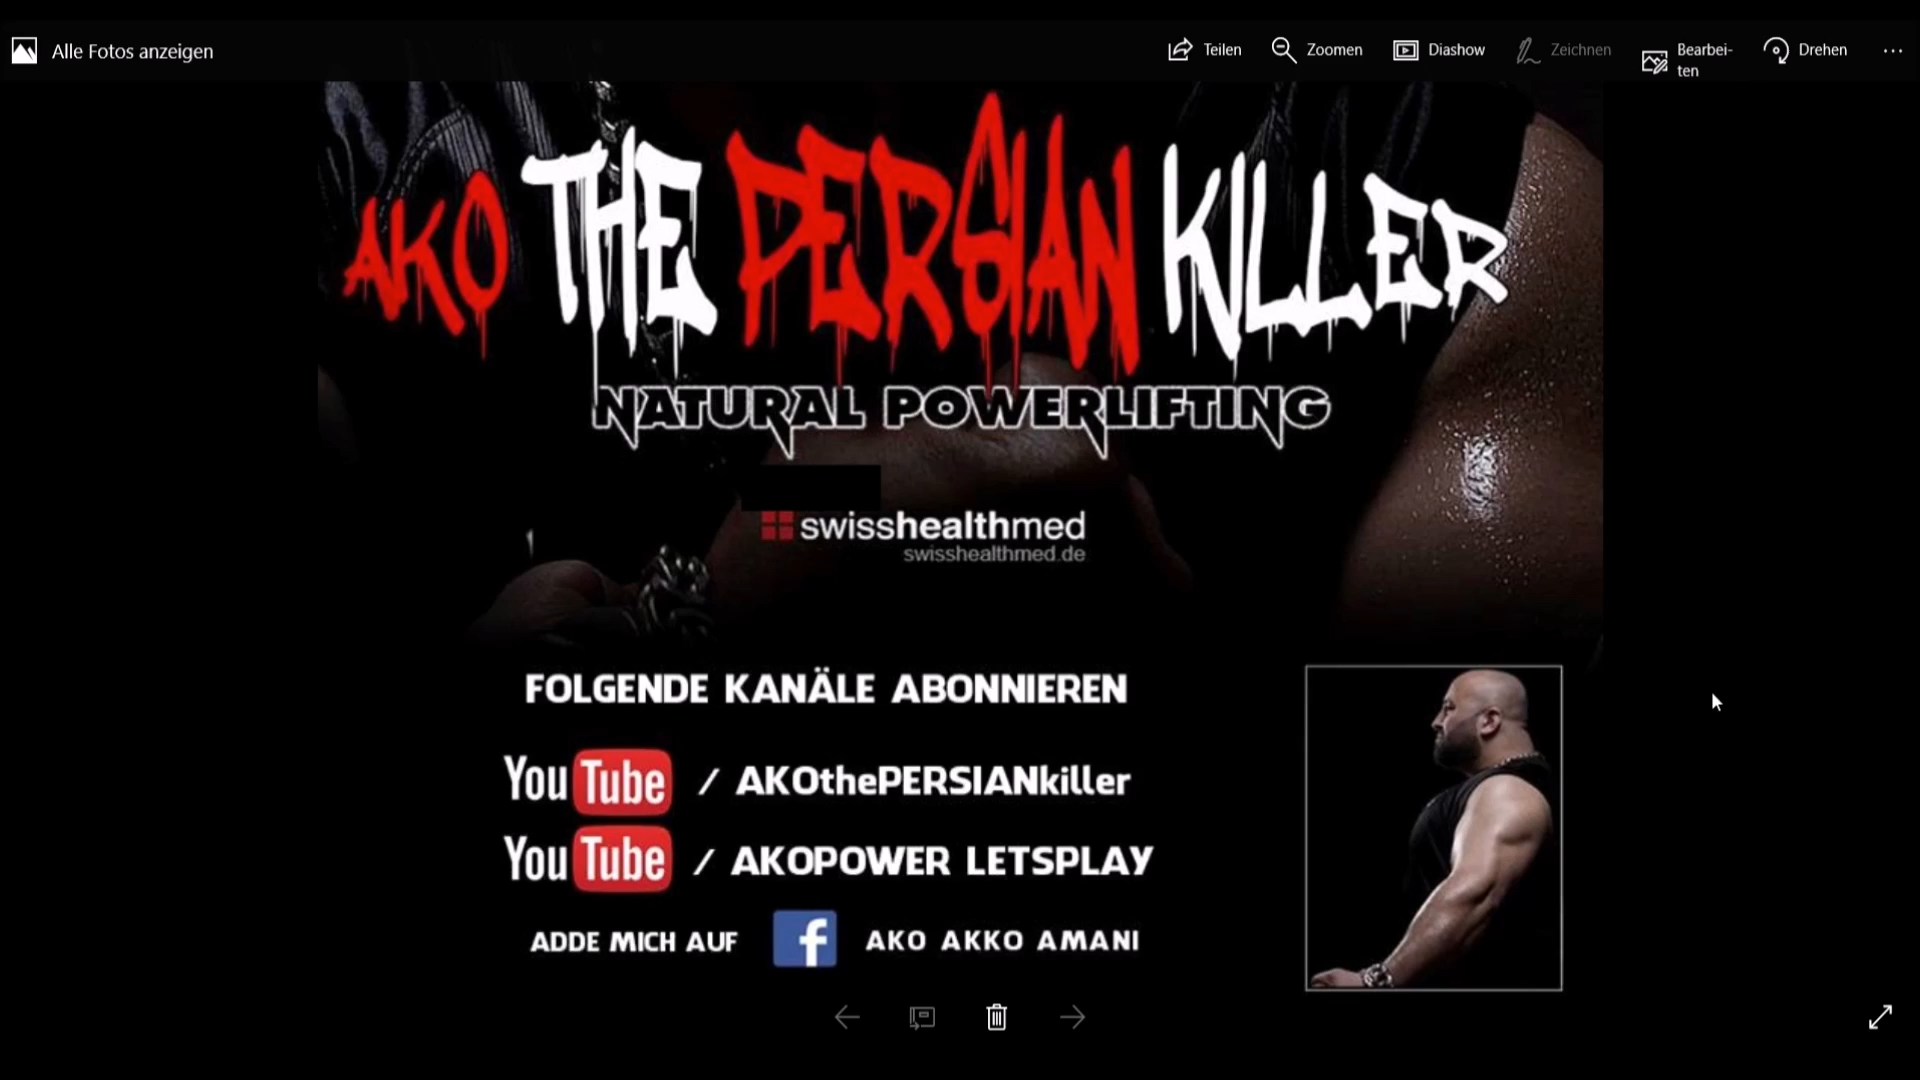 Alle Fotos anzeigen
Teilen
Zoomen
Diashow
Zeichnen
Bearbei-
ten
Drehen
AKO THE PERSIAN KILLER
NATURAL POWERLIFTING
swisshealthmed
swisshealthmed.de
FOLGENDE KANÄLE ABONNIEREN
YouTube / AKOthePERSIANkiller
YouTube / AKOPOWER LETSPLAY
ADDE MICH AUF f AKO AKKO AMANI